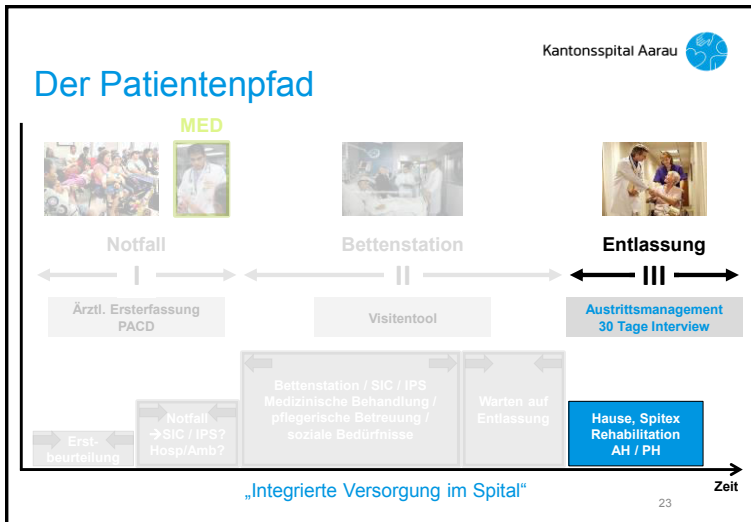 Kantonsspital Aarau
Der Patientenpfad
MED
Notfall
Bettenstation
Entlassung
I
II
III
Ärztl. Ersterfassung
PACD
Visitentool
Austrittsmanagement
30 Tage Interview
Erst-
beurteilung
Notfall
→SIC / IPS?
Hosp/Amb?
Bettenstation / SIC / IPS
Medizinische Behandlung /
pflegerische Betreuung /
soziale Bedürfnisse
Warten auf
Entlassung
Hause, Spitex
Rehabilitation
AH / PH
Zeit
„Integrierte Versorgung im Spital“
23